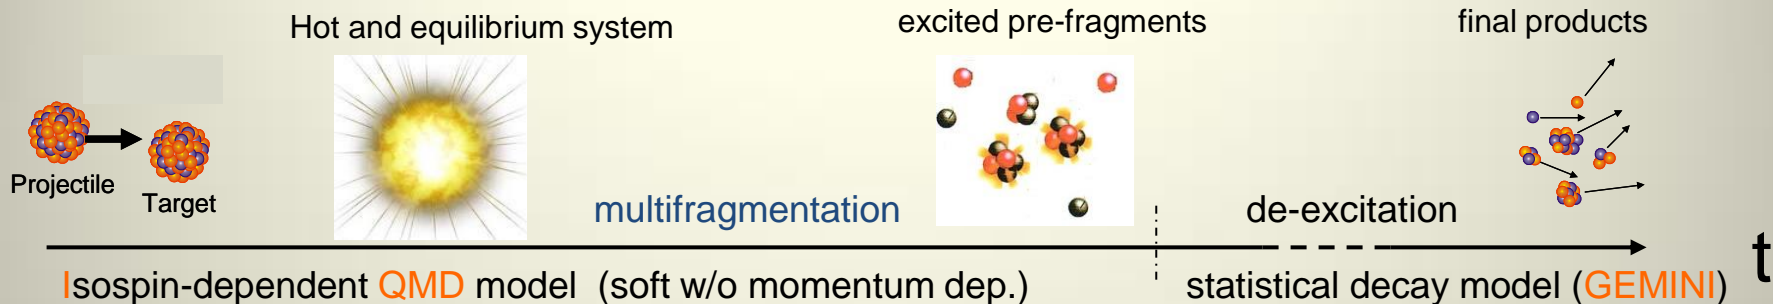 Hot and equilibrium system
excited pre-fragments
final products
Projectile
Target
multifragmentation
de-excitation
t
Isospin-dependent QMD model (soft w/o momentum dep.)
statistical decay model (GEMINI)